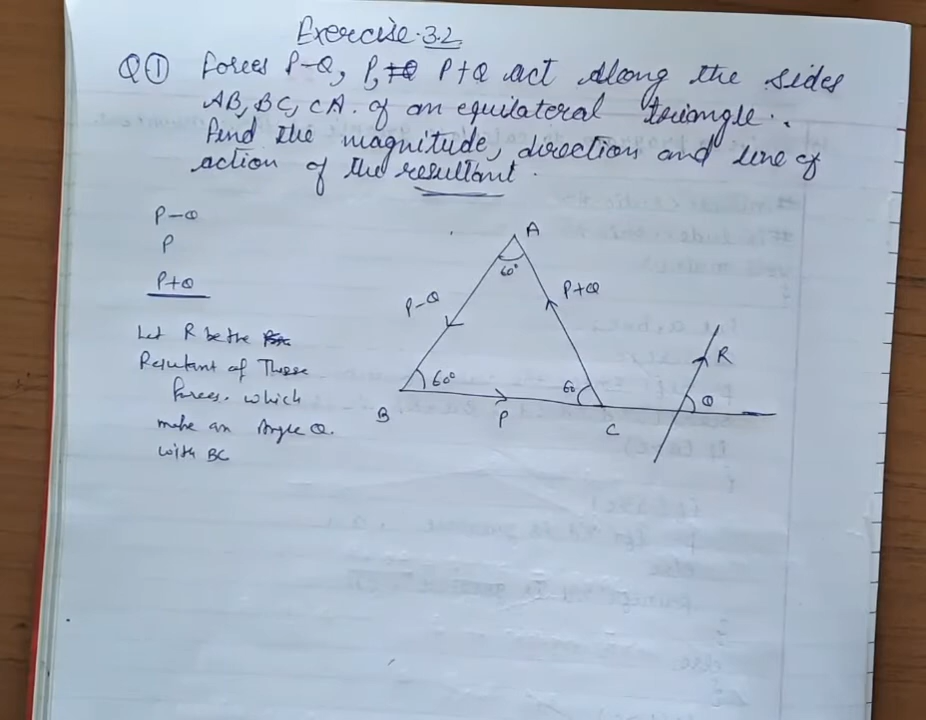 Exercise.3.2
Q① forces P-Q, P, P+Q act along the sides
AB, BC, CA. of an equilateral triangle.
find the magnitude, direction and line of
action of the resultant.
P-Q
P
P+Q
Let R be the
Resultant of These
forces. which
make an Angle Q.
with BC
A
60°
P-Q
P+Q
R
60°
60
Q
B
P
C